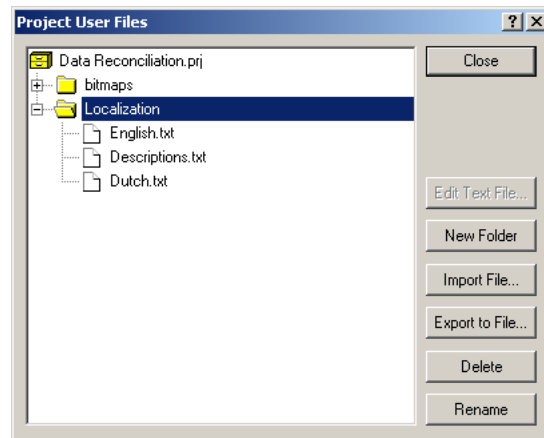 Project User Files
Data Reconciliation.prj
bitmaps
Localization
English.txt
Descriptions.txt
Dutch.txt
Close
Edit Text File...
New Folder
Import File...
Export to File...
Delete
Rename